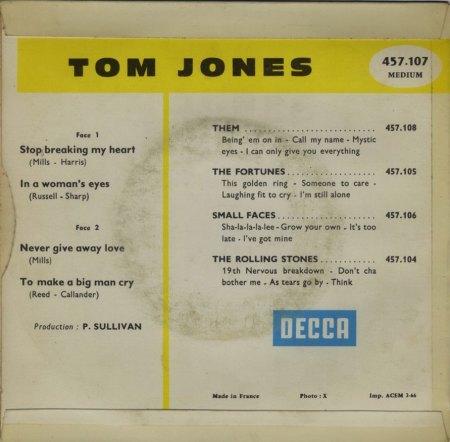 TOM JONES
457.107
MEDIUM
Face 1
Stop breaking my heart
(Mills - Harris)
In a woman's eyes
(Russell - Sharp)
Face 2
Never give away love
(Mills)
To make a big man cry
(Reed - Callander)
Production : P. SULLIVAN
THEM ........................ 457.108
Being' em on in - Call my name - Mystic
eyes - I can only give you everything
THE FORTUNES .............. 457.105
This golden ring - Someone to care -
Laughing fit to cry - I'm still alone
SMALL FACES ................ 457.106
Sha-la-la-la-lee - Grow your own - It's too
late - I've got mine
THE ROLLING STONES ........ 457.104
19th Nervous breakdown - Don't cha
bother me - As tears go by - Think
DECCA
Made in France Photo : X Imp. ACEM 3-66